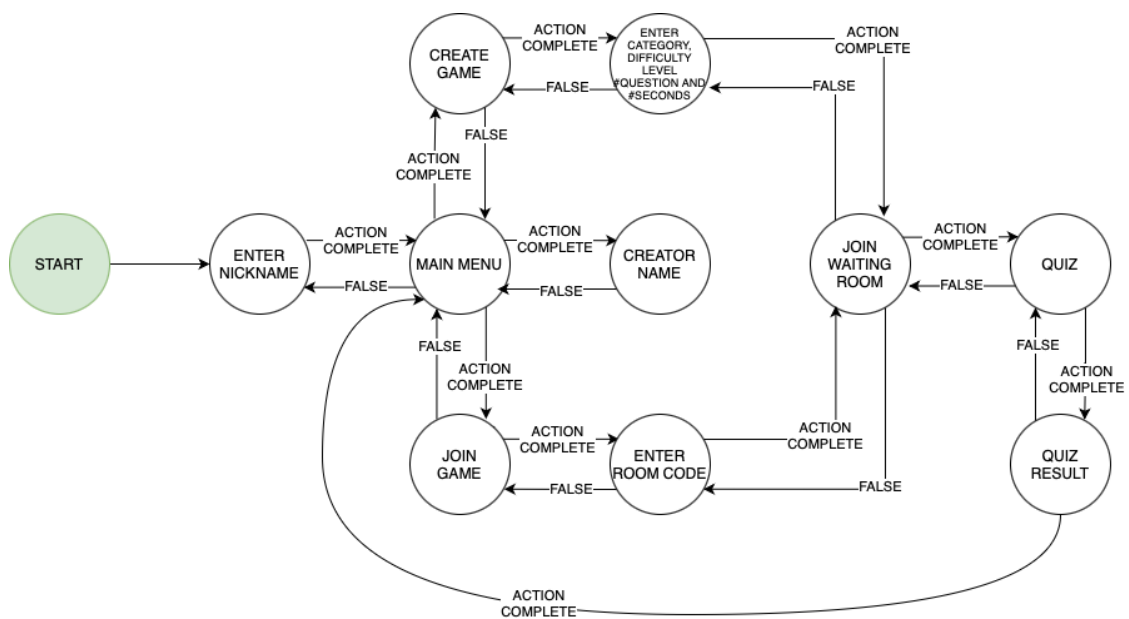 CREATE
GAME
ACTION
COMPLETE
ENTER
CATEGORY,
DIFFICULTY
LEVEL
#QUESTION AND
#SECONDS
ACTION
COMPLETE
FALSE
FALSE
FALSE
ACTION
COMPLETE
START
ENTER
NICKNAME
ACTION
COMPLETE
FALSE
MAIN MENU
ACTION
COMPLETE
FALSE
CREATOR
NAME
JOIN
WAITING
ROOM
ACTION
COMPLETE
FALSE
QUIZ
FALSE
ACTION
COMPLETE
FALSE
ACTION
COMPLETE
JOIN
GAME
ACTION
COMPLETE
FALSE
ENTER
ROOM CODE
ACTION
COMPLETE
FALSE
QUIZ
RESULT
ACTION
COMPLETE